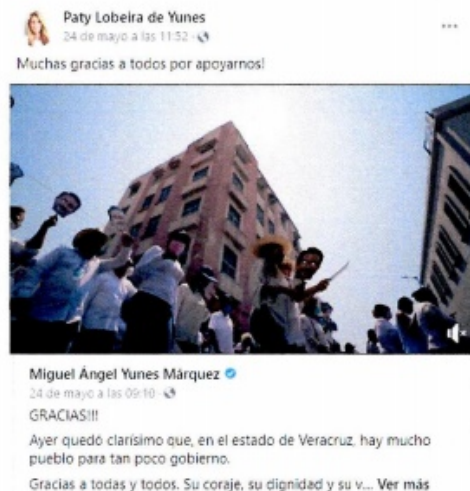 Paty Lobeira de Yunes
24 de mayo a las 11:52 ·
Muchas gracias a todos por apoyarnos!
Miguel Ángel Yunes Márquez
24 de mayo a las 09:10 ·
GRACIAS!!!
Ayer quedó clarísimo que, en el estado de Veracruz, hay mucho
pueblo para tan poco gobierno.
Gracias a todas y todos. Su coraje, su dignidad y su v... Ver más